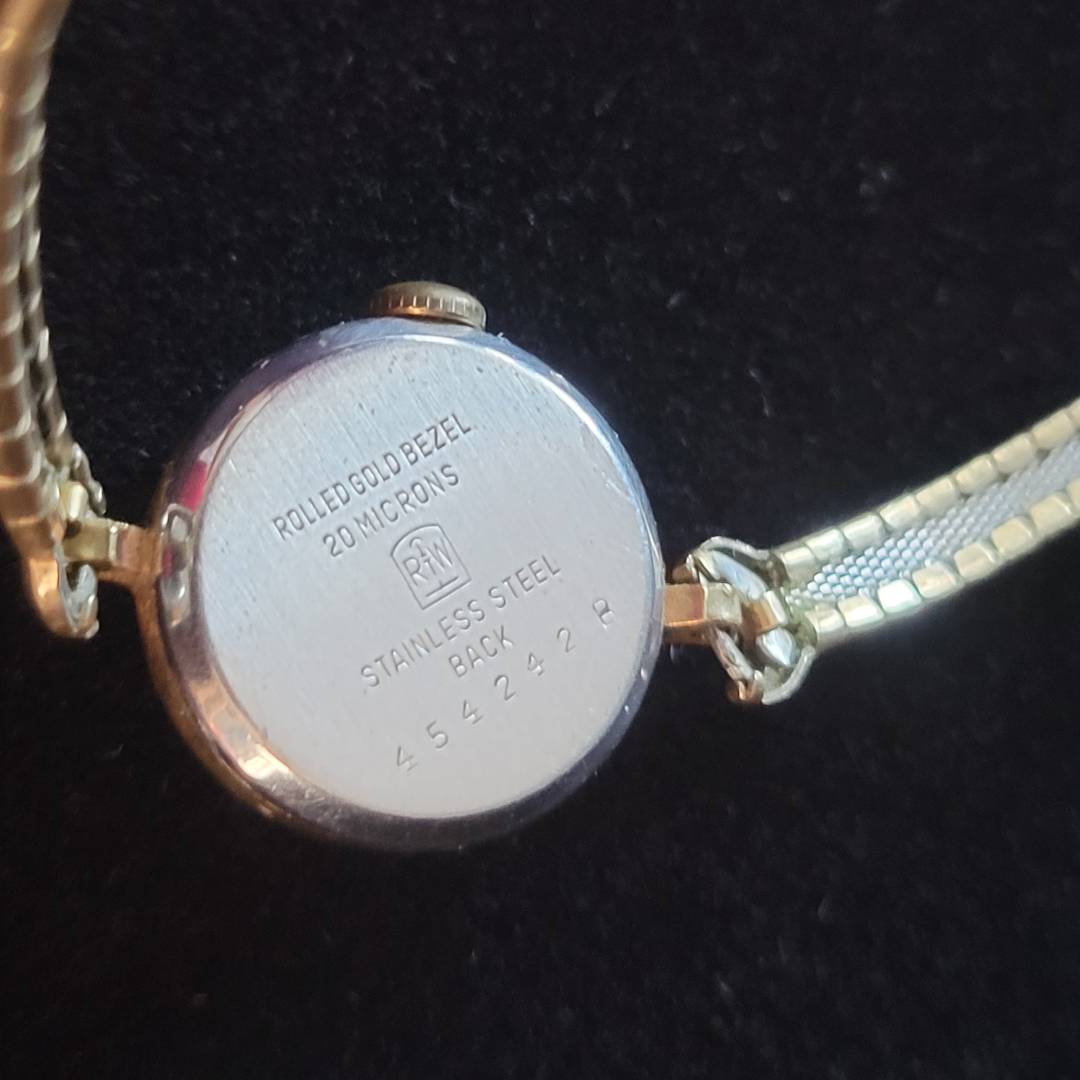 ROLLED GOLD BEZEL
20 MICRONS
RW
STAINLESS STEEL
BACK
454242 B